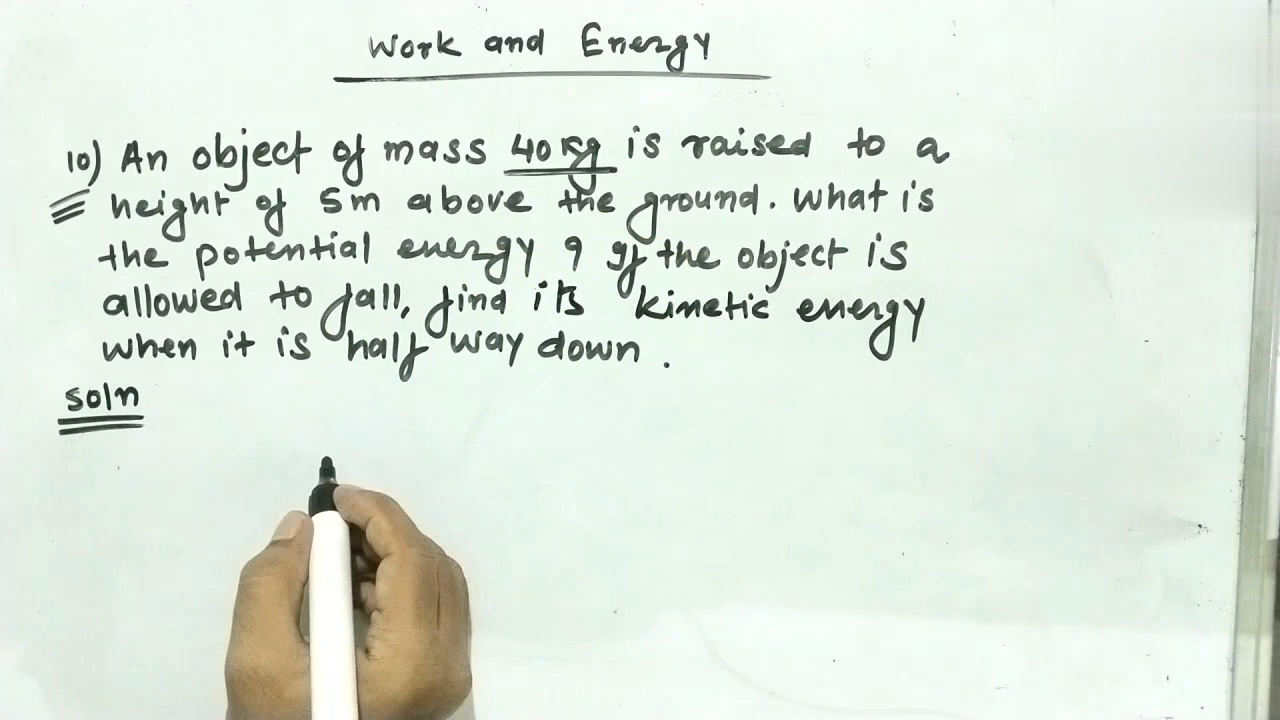 Work and Energy
10) An object of mass 40 kg is raised to a
height of 5m above the ground. What is
the potential energy ? If the object is
allowed to fall, find its kinetic energy
when it is half way down.
soln